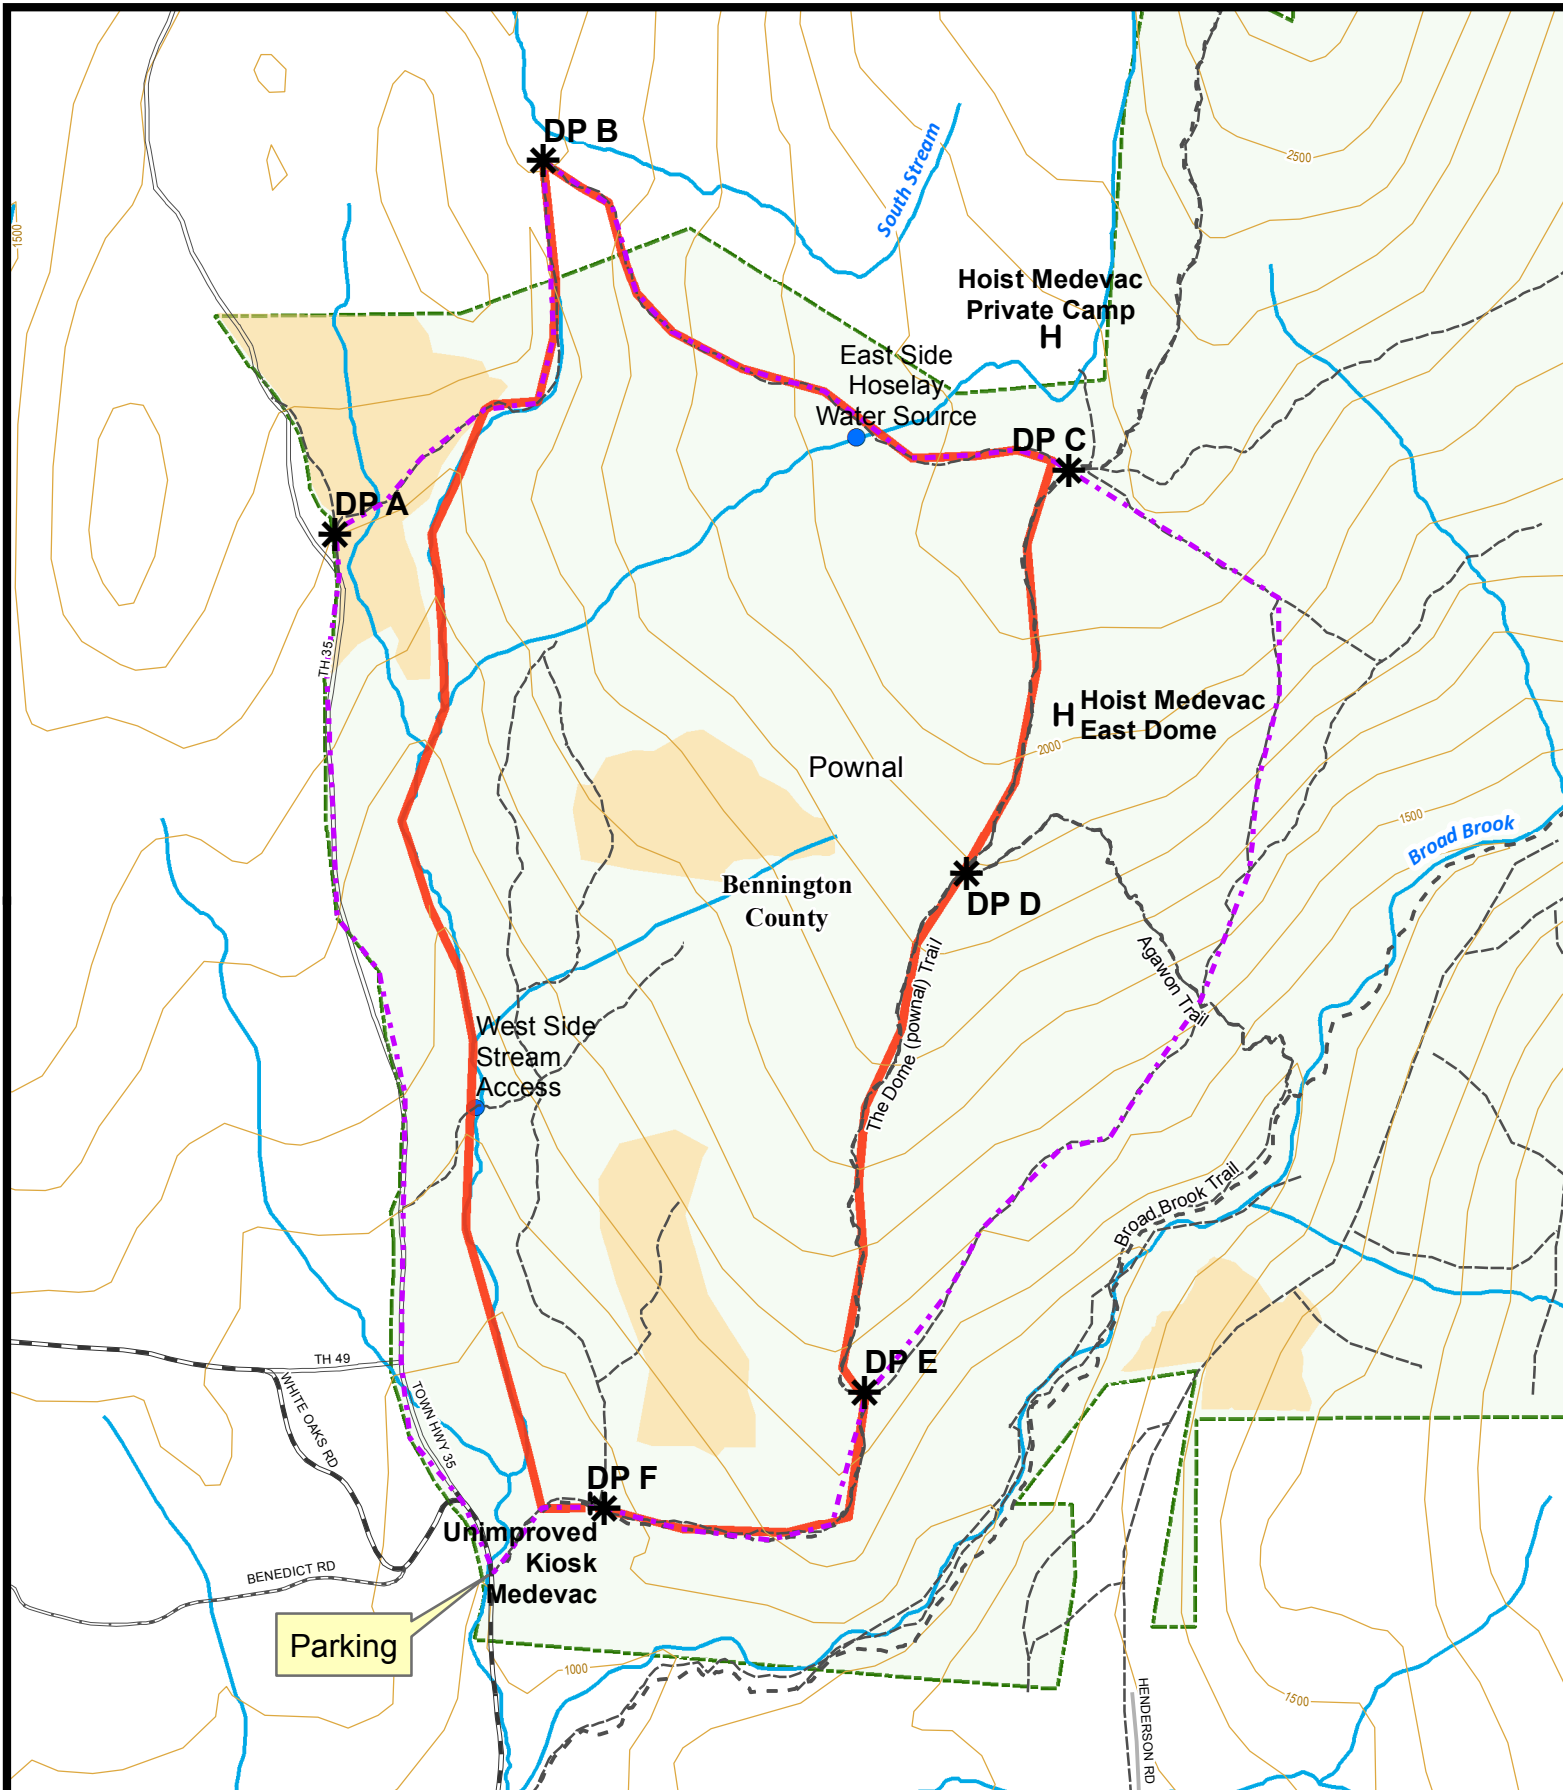 DP B
South Stream
2500
1500
Hoist Medevac
Private Camp
H
East Side
Hoselay
Water Source
DP C
DP A
TH 35
H
Hoist Medevac
East Dome
2000
Pownal
1500
Broad Brook
Bennington
County
DP D
Agawon Trail
The Dome (pownal) Trail
West Side
Stream
Access
Broad Brook Trail
TH 49
WHITE OAKS RD
TOWN HWY 35
DP E
DP F
Unimproved
Kiosk
Medevac
BENEDICT RD
Parking
1000
HENDERSON RD
1500